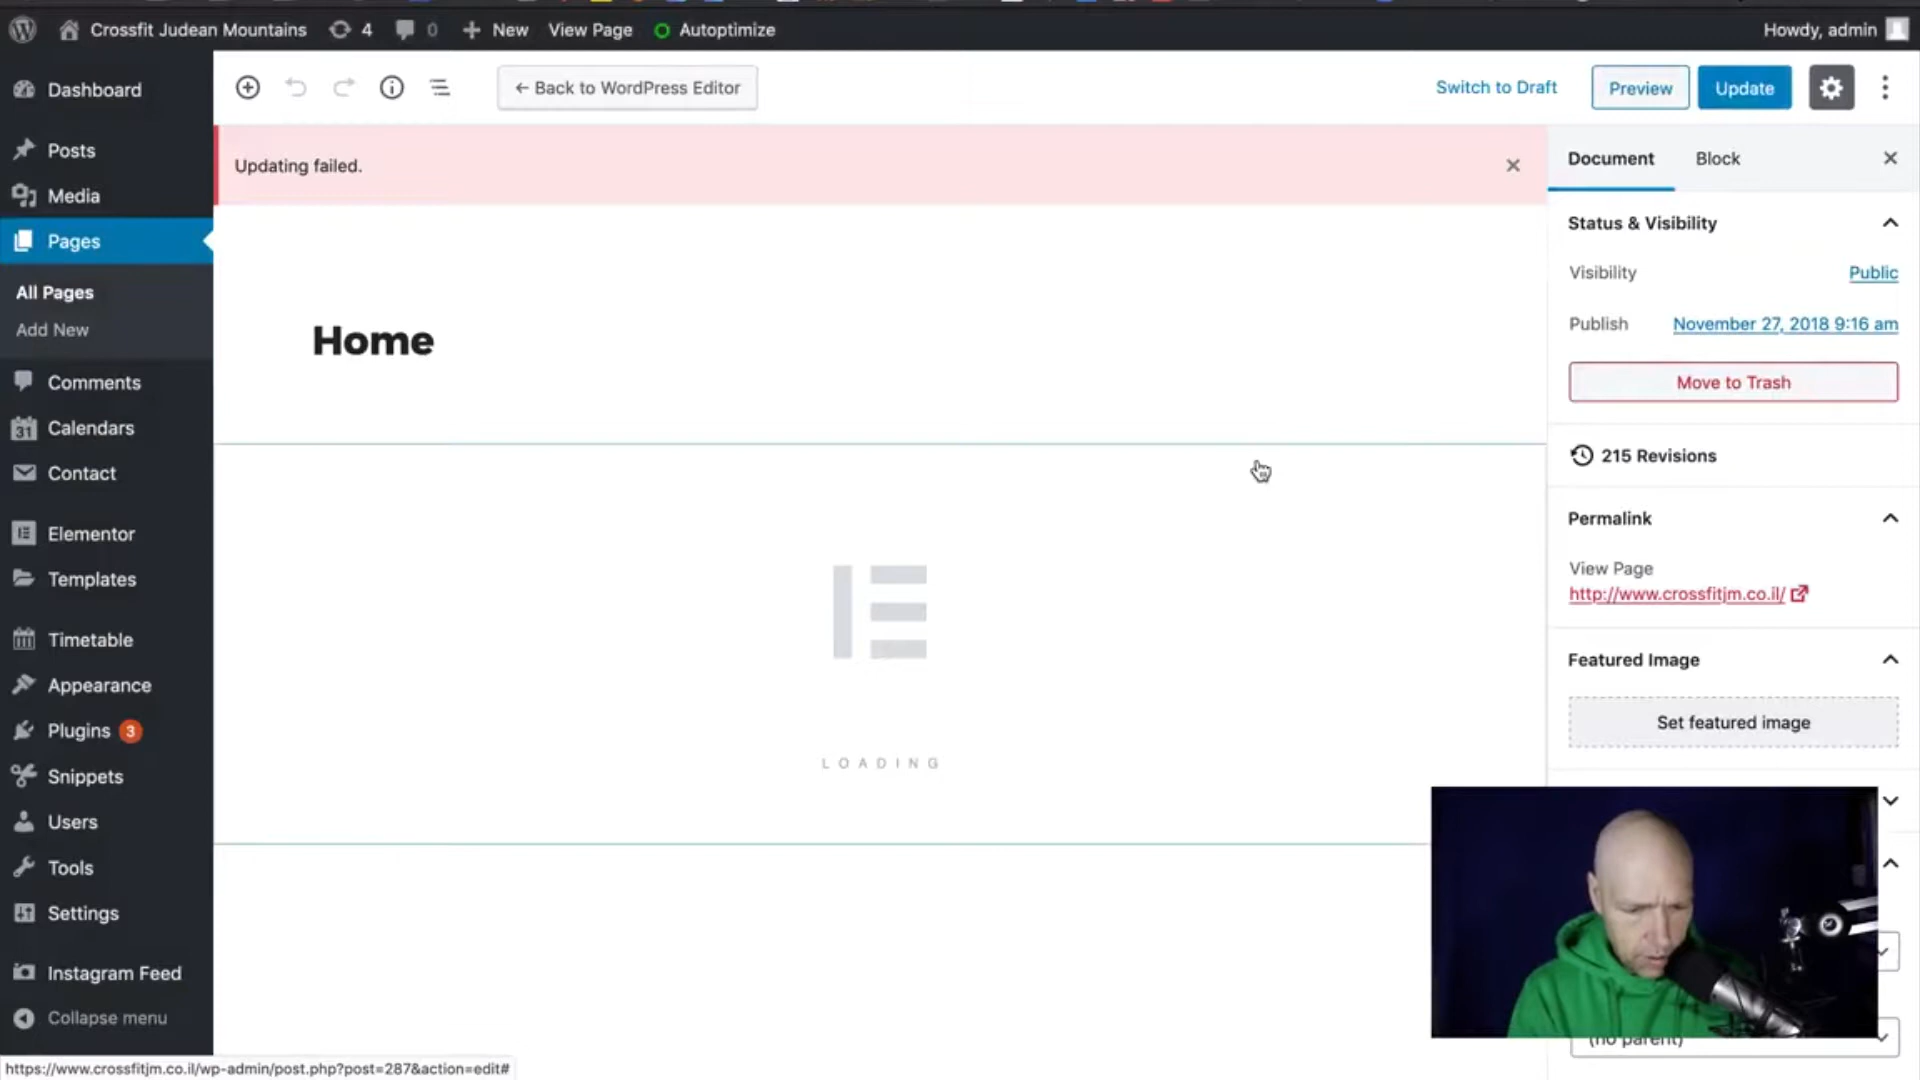 Crossfit Judean Mountains 4 0 + New View Page Autoptimize Howdy, admin
Dashboard
Posts
Media
Pages
All Pages
Add New
Comments
31 Calendars
Contact
Elementor
Templates
Timetable
Appearance
Plugins 3
Snippets
Users
Tools
Settings
Instagram Feed
Collapse menu
← Back to WordPress Editor
Switch to Draft Preview Update
Updating failed.
Home
LOADING
Document Block
Status & Visibility
Visibility Public
Publish November 27, 2018 9:16 am
Move to Trash
215 Revisions
Permalink
View Page
http://www.crossfitjm.co.il/
Featured Image
Set featured image
(no parent)
https://www.crossfitjm.co.il/wp-admin/post.php?post=287&action=edit#